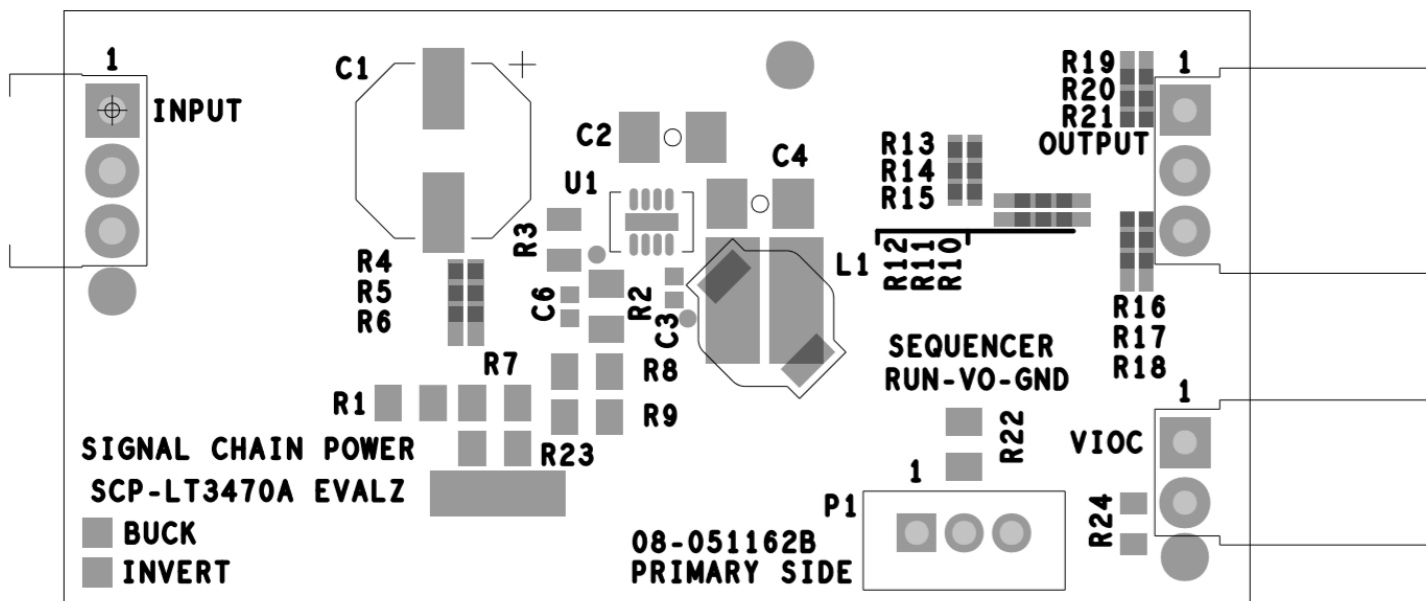 1
INPUT
C1
+
C2
C4
U1
R3
R4
R5
R6
C6
R2
C3
L1
R7
R1
R8
R9
R23
R13
R14
R15
R12
R11
R10
R19
R20
R21
1
OUTPUT
R16
R17
R18
SEQUENCER
RUN-VO-GND
R22
1
P1
1
VIOC
R24
SIGNAL CHAIN POWER
SCP-LT3470A EVALZ
BUCK
INVERT
08-051162B
PRIMARY SIDE